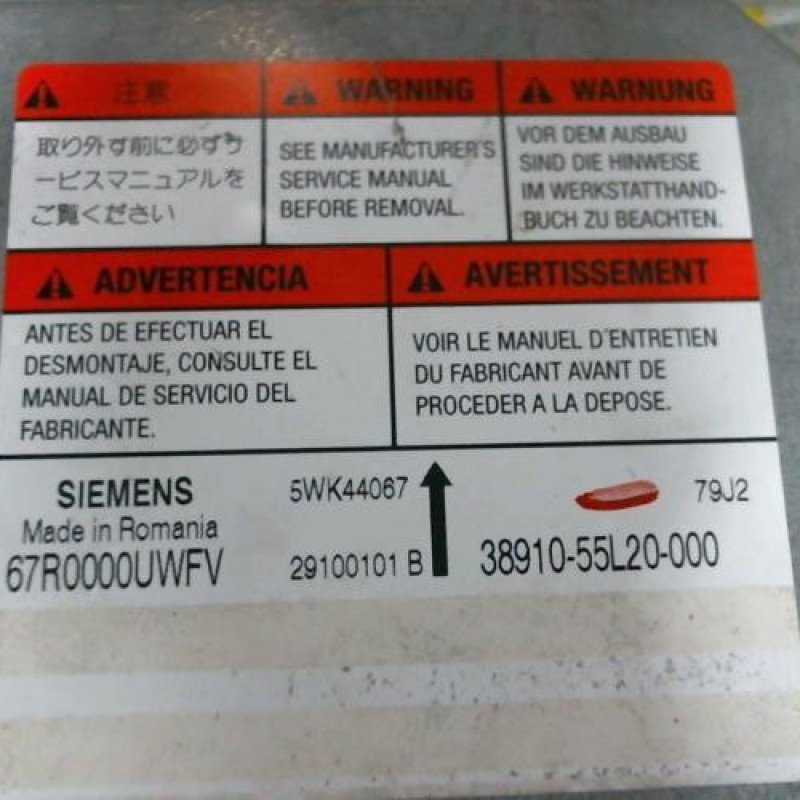 注意
取り外す前に必ずサ
ービスマニュアルを
ご覧ください
WARNING
SEE MANUFACTURER'S
SERVICE MANUAL
BEFORE REMOVAL.
WARNUNG
VOR DEM AUSBAU
SIND DIE HINWEISE
IM WERKSTATTHAND-
BUCH ZU BEACHTEN.
ADVERTENCIA
ANTES DE EFECTUAR EL
DESMONTAJE, CONSULTE EL
MANUAL DE SERVICIO DEL
FABRICANTE.
AVERTISSEMENT
VOIR LE MANUEL D'ENTRETIEN
DU FABRICANT AVANT DE
PROCEDER A LA DEPOSE.
SIEMENS 5WK44067 79J2
Made in Romania
67R0000UWFV 29100101 B 38910-55L20-000